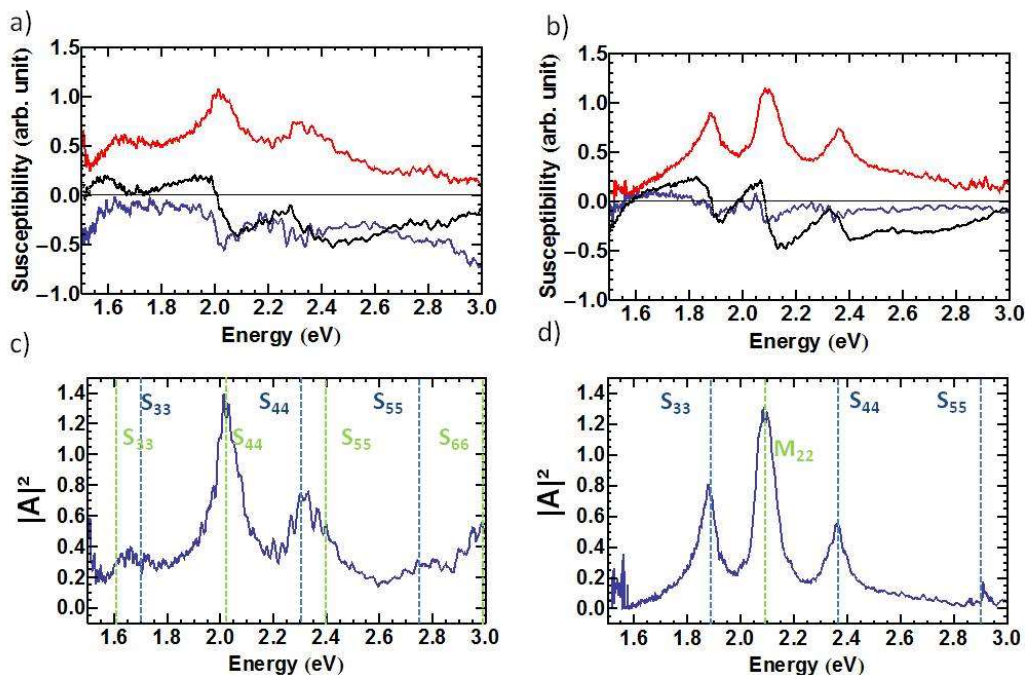 a)
Susceptibility (arb. unit)
1.5
1.0
0.5
0.0
−0.5
−1.0
1.6 1.8 2.0 2.2 2.4 2.6 2.8 3.0
Energy (eV)
b)
Susceptibility (arb. unit)
1.5
1.0
0.5
0.0
−0.5
−1.0
1.6 1.8 2.0 2.2 2.4 2.6 2.8 3.0
Energy (eV)
c)
|A|²
1.4
1.2
1.0
0.8
0.6
0.4
0.2
0.0
S₃₃ S₄₄ S₅₅
S₃₃ S₄₄ S₅₅ S₆₆
1.6 1.8 2.0 2.2 2.4 2.6 2.8 3.0
Energy (eV)
d)
|A|²
1.4
1.2
1.0
0.8
0.6
0.4
0.2
0.0
S₃₃ S₄₄ S₅₅
M₂₂
1.6 1.8 2.0 2.2 2.4 2.6 2.8 3.0
Energy (eV)